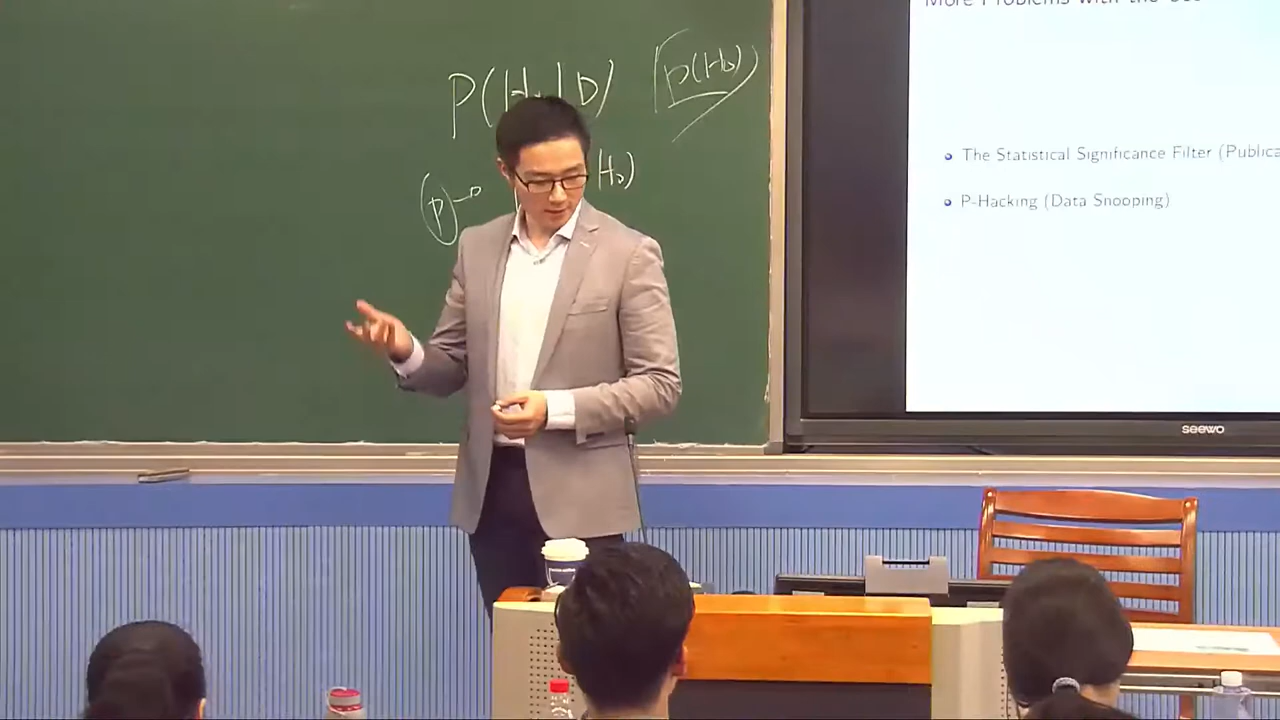 P(H₀|D) P(H₀)
(P)→ H₀)
More Problems with the
The Statistical Significance Filter (Publica
P-Hacking (Data Snooping)
seewo